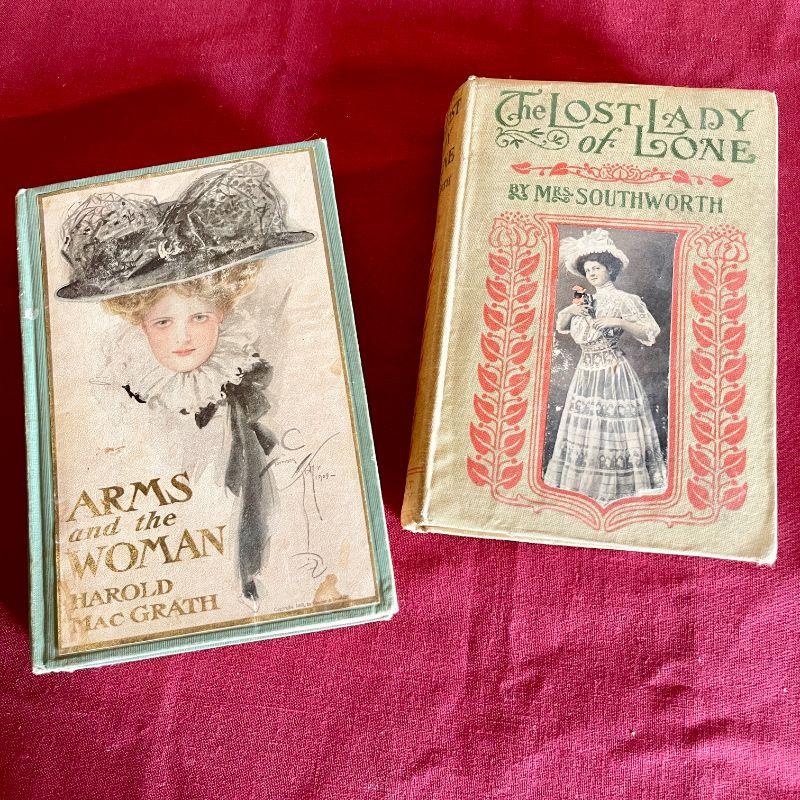 ARMS
and the
WOMAN
HAROLD
MAC GRATH
The LOST LADY
of LONE
BY MRS. SOUTHWORTH